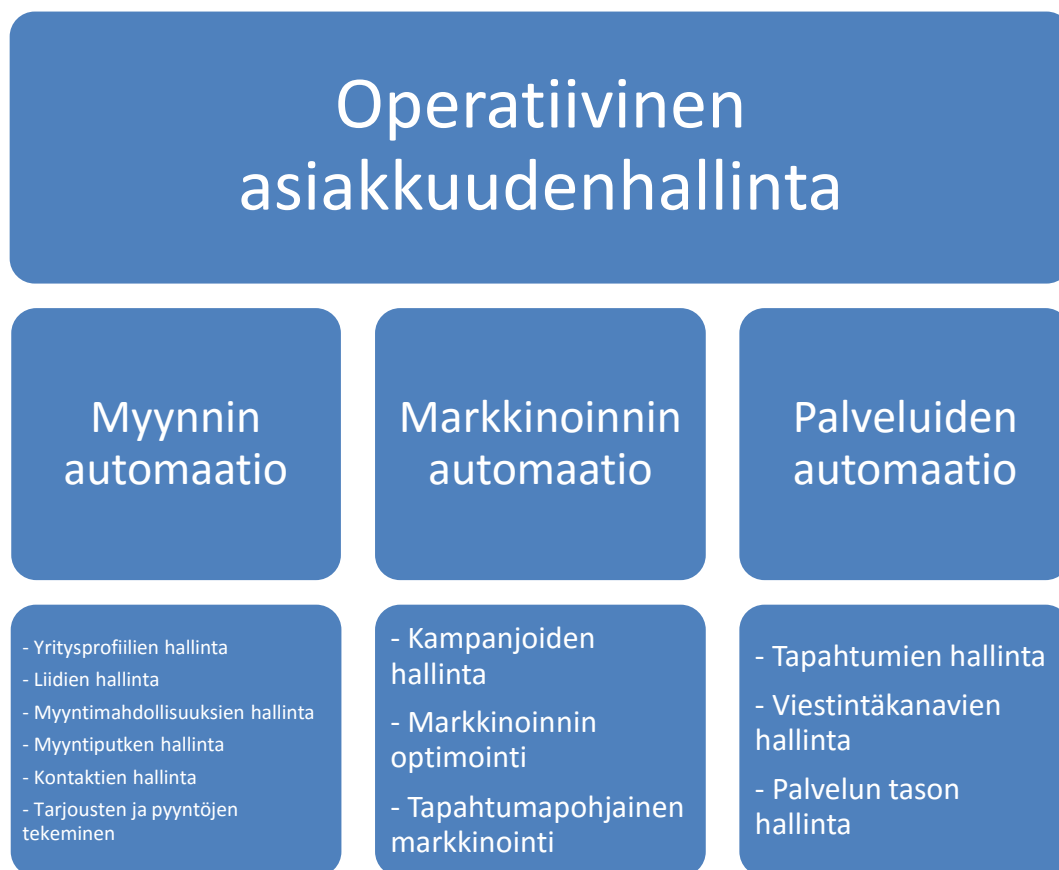 Operatiivinen
asiakkuudenhallinta
Myynnin
automaatio
Markkinoinnin
automaatio
Palveluiden
automaatio
- Yritysprofiilien hallinta
- Liidien hallinta
- Myyntimahdollisuuksien hallinta
- Myyntiputken hallinta
- Kontaktien hallinta
- Tarjousten ja pyyntöjen
tekeminen
- Kampanjoiden
hallinta
- Markkinoinnin
optimointi
- Tapahtumapohjainen
markkinointi
- Tapahtumien hallinta
- Viestintäkanavien
hallinta
- Palvelun tason
hallinta